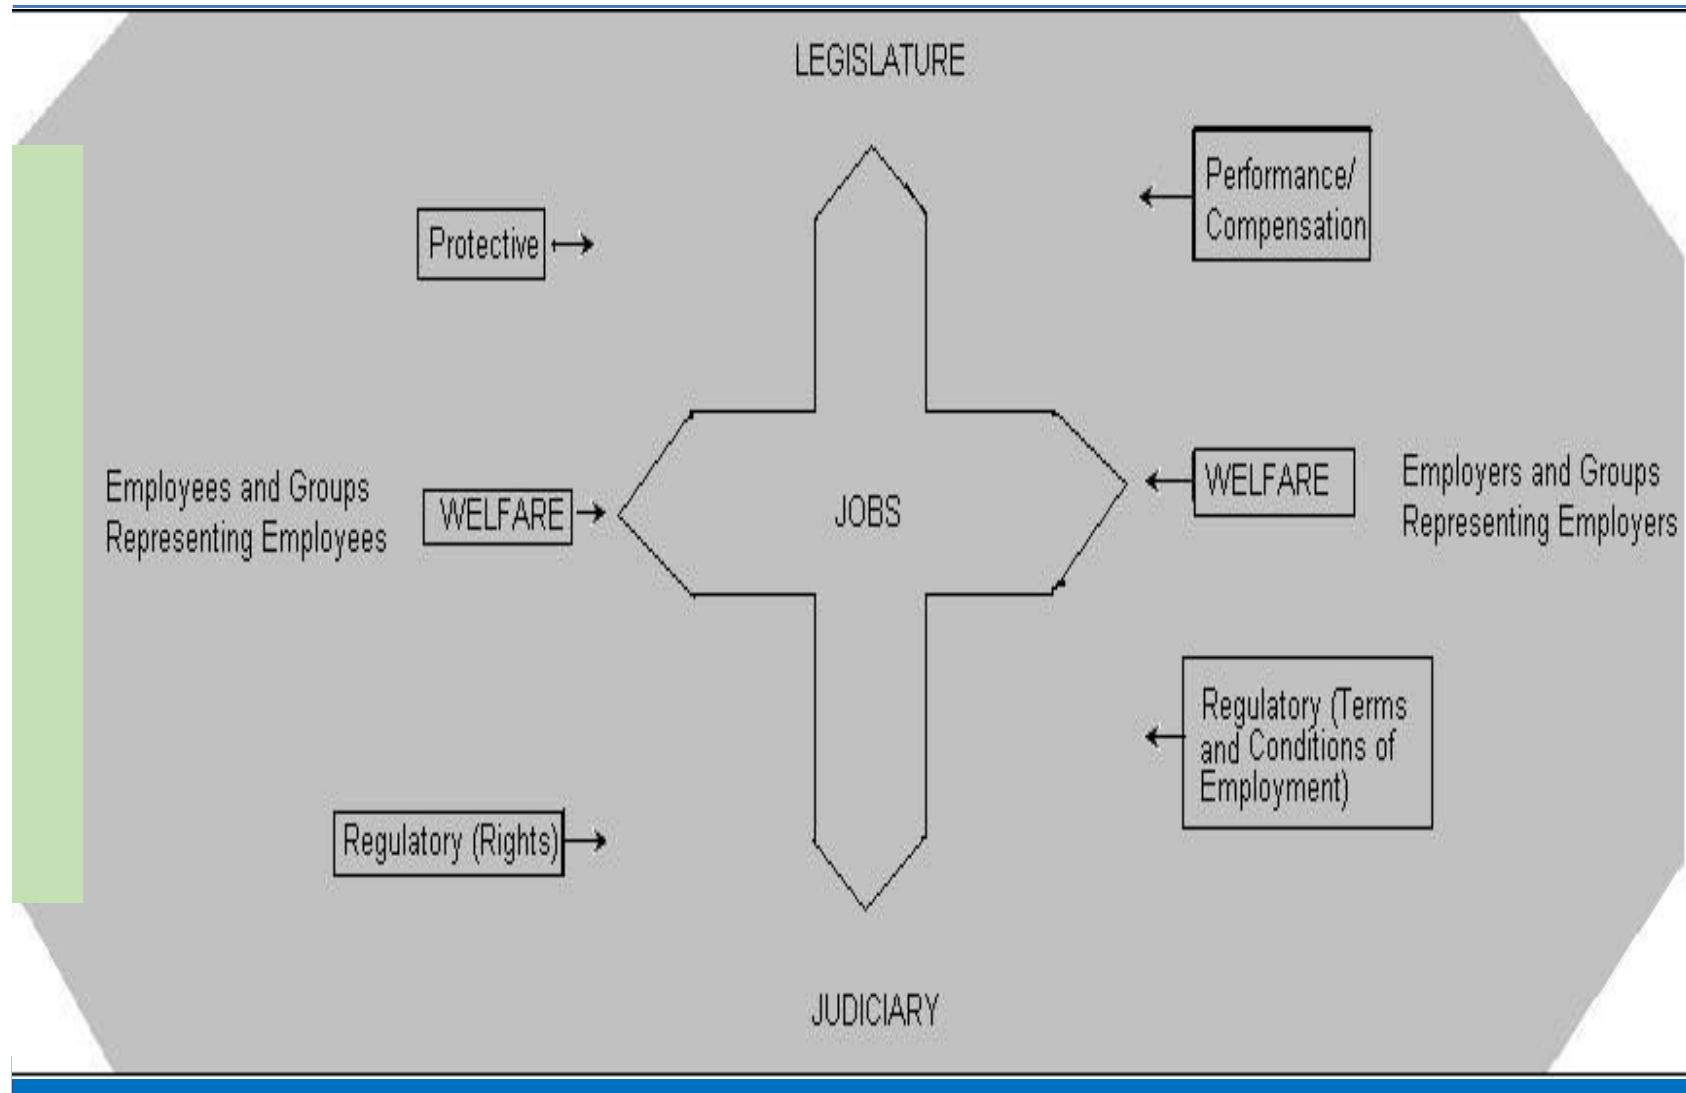 LEGISLATURE
Performance/
Compensation
Protective
Employees and Groups
Representing Employees
WELFARE
JOBS
WELFARE
Employers and Groups
Representing Employers
Regulatory (Terms
and Conditions of
Employment)
Regulatory (Rights)
JUDICIARY